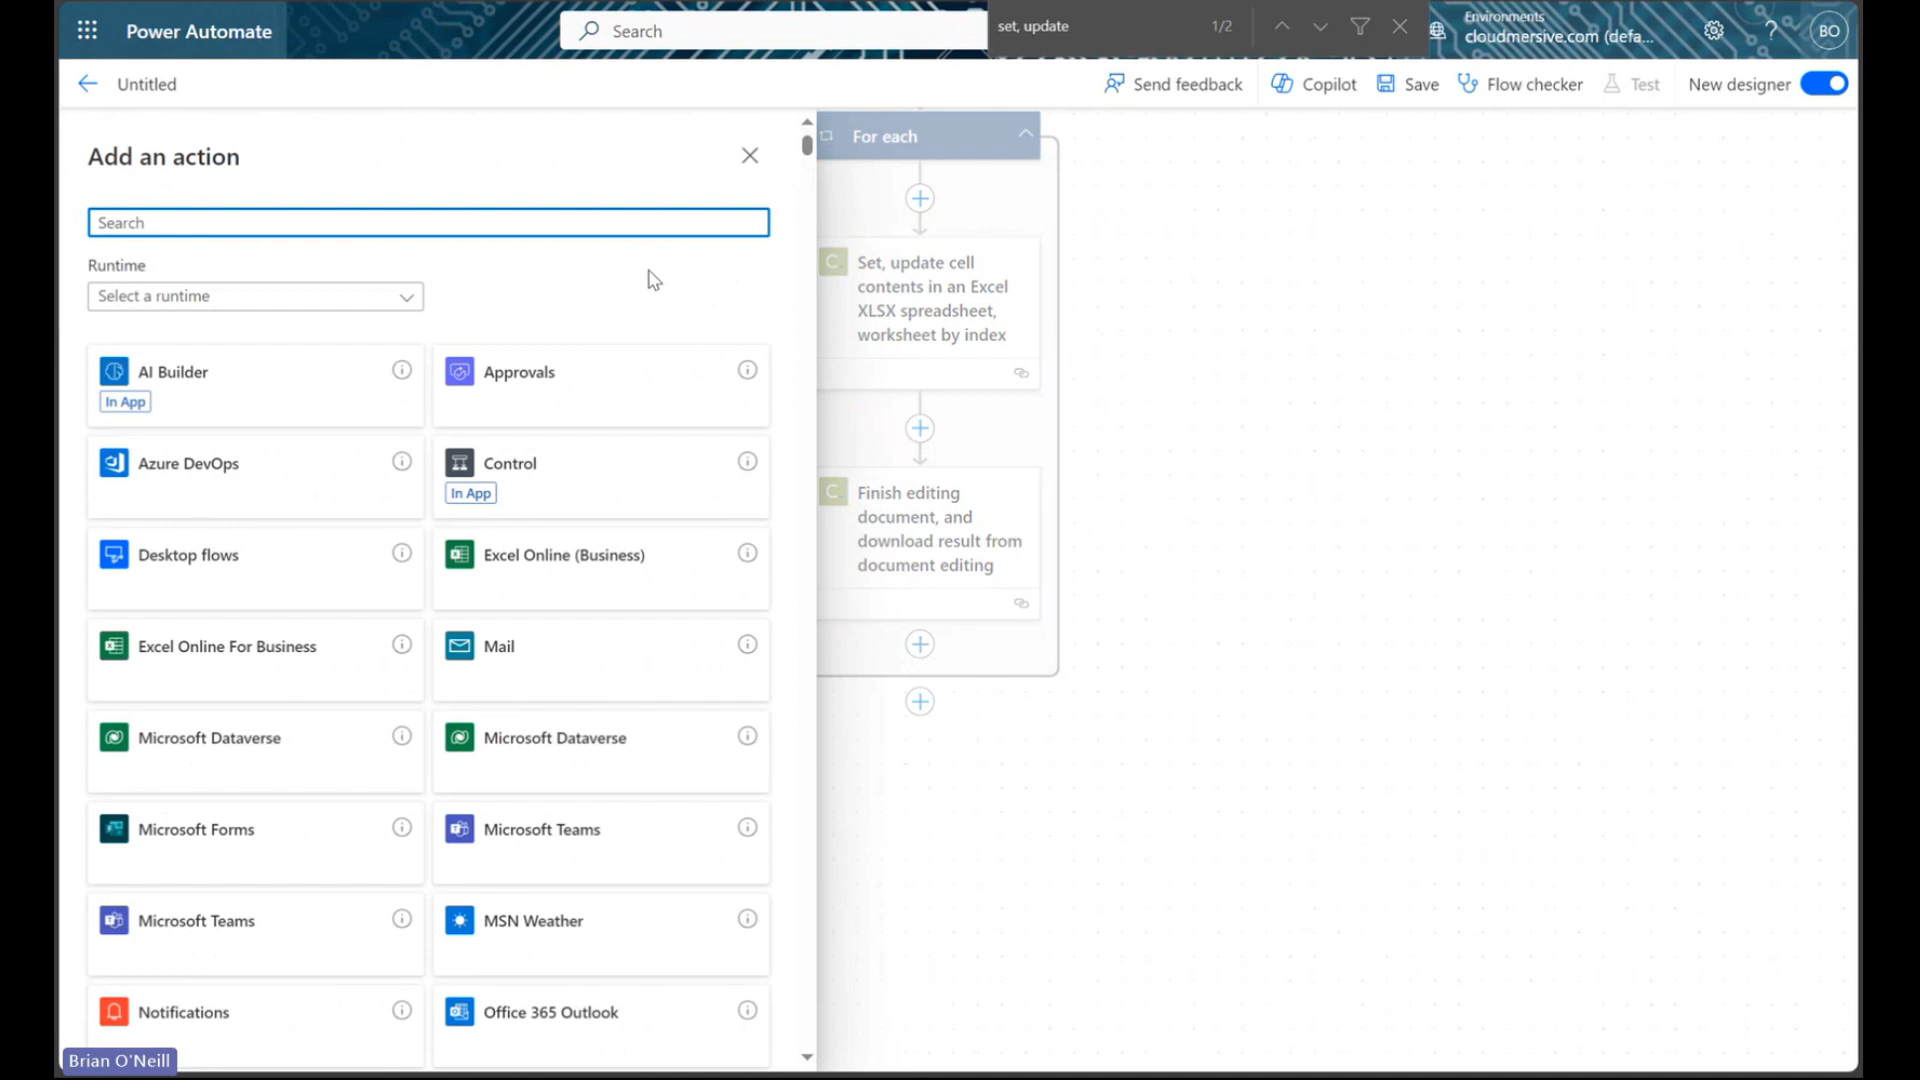 Power Automate
Search
set, update
1/2
Environments
cloudmersive.com (defa...
?
BO
Untitled
Send feedback
Copilot
Save
Flow checker
Test
New designer
Add an action
Search
Runtime
Select a runtime
AI Builder
In App
Approvals
Azure DevOps
Control
In App
Desktop flows
Excel Online (Business)
Excel Online For Business
Mail
Microsoft Dataverse
Microsoft Dataverse
Microsoft Forms
Microsoft Teams
Microsoft Teams
MSN Weather
Notifications
Office 365 Outlook
For each
Set, update cell
contents in an Excel
XLSX spreadsheet,
worksheet by index
Finish editing
document, and
download result from
document editing
Brian O'Neill